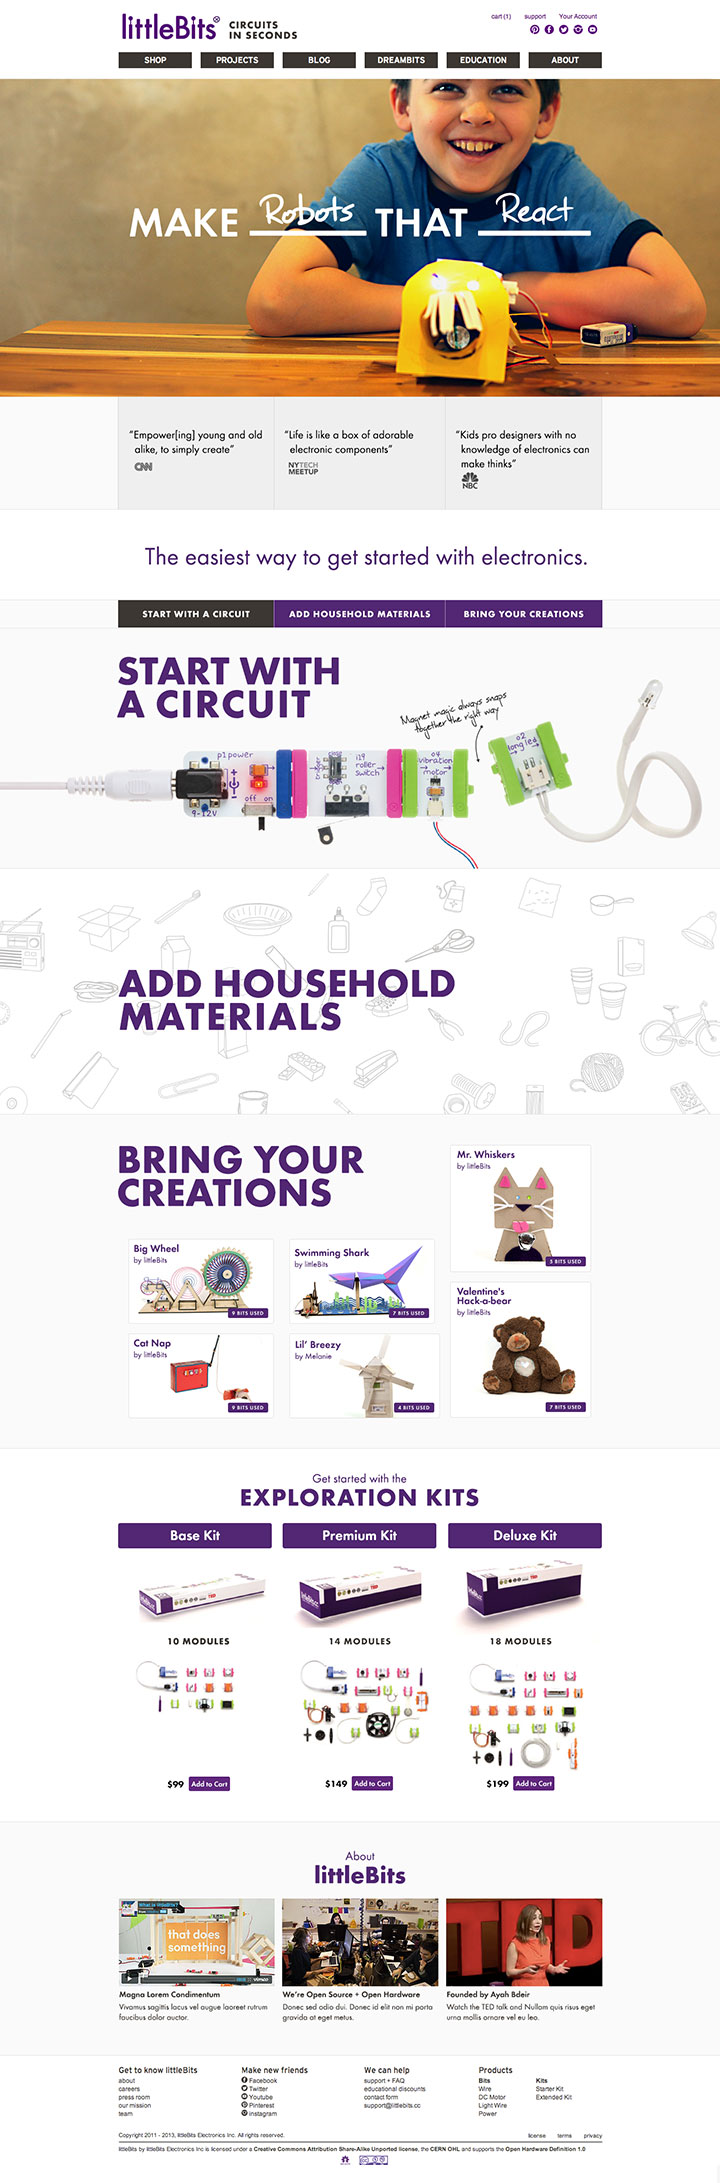 littleBits
CIRCUITS
IN SECONDS
cart (1) support Your Account
SHOP PROJECTS BLOG DREAMBITS EDUCATION ABOUT
MAKE Robots THAT React
“Empower[ing] young and old
alike, to simply create”
CNN
“Life is like a box of adorable
electronic components”
NYTECH
MEETUP
“Kids pro designers with no
knowledge of electronics can
make thinks”
NBC
The easiest way to get started with electronics.
START WITH A CIRCUIT ADD HOUSEHOLD MATERIALS BRING YOUR CREATIONS
START WITH
A CIRCUIT
Magnet magic always snaps
together the right way
p1 power
off on
9-12V
i19
roller
switch
o4
vibration
motor
o2
long led
ADD HOUSEHOLD
MATERIALS
BRING YOUR
CREATIONS
Mr. Whiskers
by littleBits
5 BITS USED
Big Wheel
by littleBits
9 BITS USED
Swimming Shark
by littleBits
7 BITS USED
Valentine's
Hack-a-bear
by littleBits
7 BITS USED
Cat Nap
by littleBits
9 BITS USED
Lil’ Breezy
by Melanie
4 BITS USED
Get started with the
EXPLORATION KITS
Base Kit Premium Kit Deluxe Kit
10 MODULES 14 MODULES 18 MODULES
$99 Add to Cart $149 Add to Cart $199 Add to Cart
About
littleBits
What is littleBits?
that does
something
vimeo
TED
Magna Lorem Condimentum
Vivamus sagittis lacus vel augue laoreet rutrum
faucibus dolor auctor.
We’re Open Source + Open Hardware
Donec sed odio dui. Donec id elit non mi porta
gravida at eget metus.
Founded by Ayah Bdeir
Watch the TED talk and Nullam quis risus eget
urna mollis ornare vel eu leo.
Get to know littleBits
about
careers
press room
our mission
team
Make new friends
Facebook
Twitter
Youtube
Pinterest
Instagram
We can help
support + FAQ
educational discounts
contact form
support@littlebits.cc
Products
Bits
Wire
DC Motor
Light Wire
Power
Kits
Starter Kit
Extended Kit
Copyright 2011 - 2013, littleBits Electronics Inc. All rights reserved.
license terms privacy
littleBits by littleBits Electronics Inc is licensed under a Creative Commons Attribution Share-Alike Unported license, the CERN OHL and supports the Open Hardware Definition 1.0